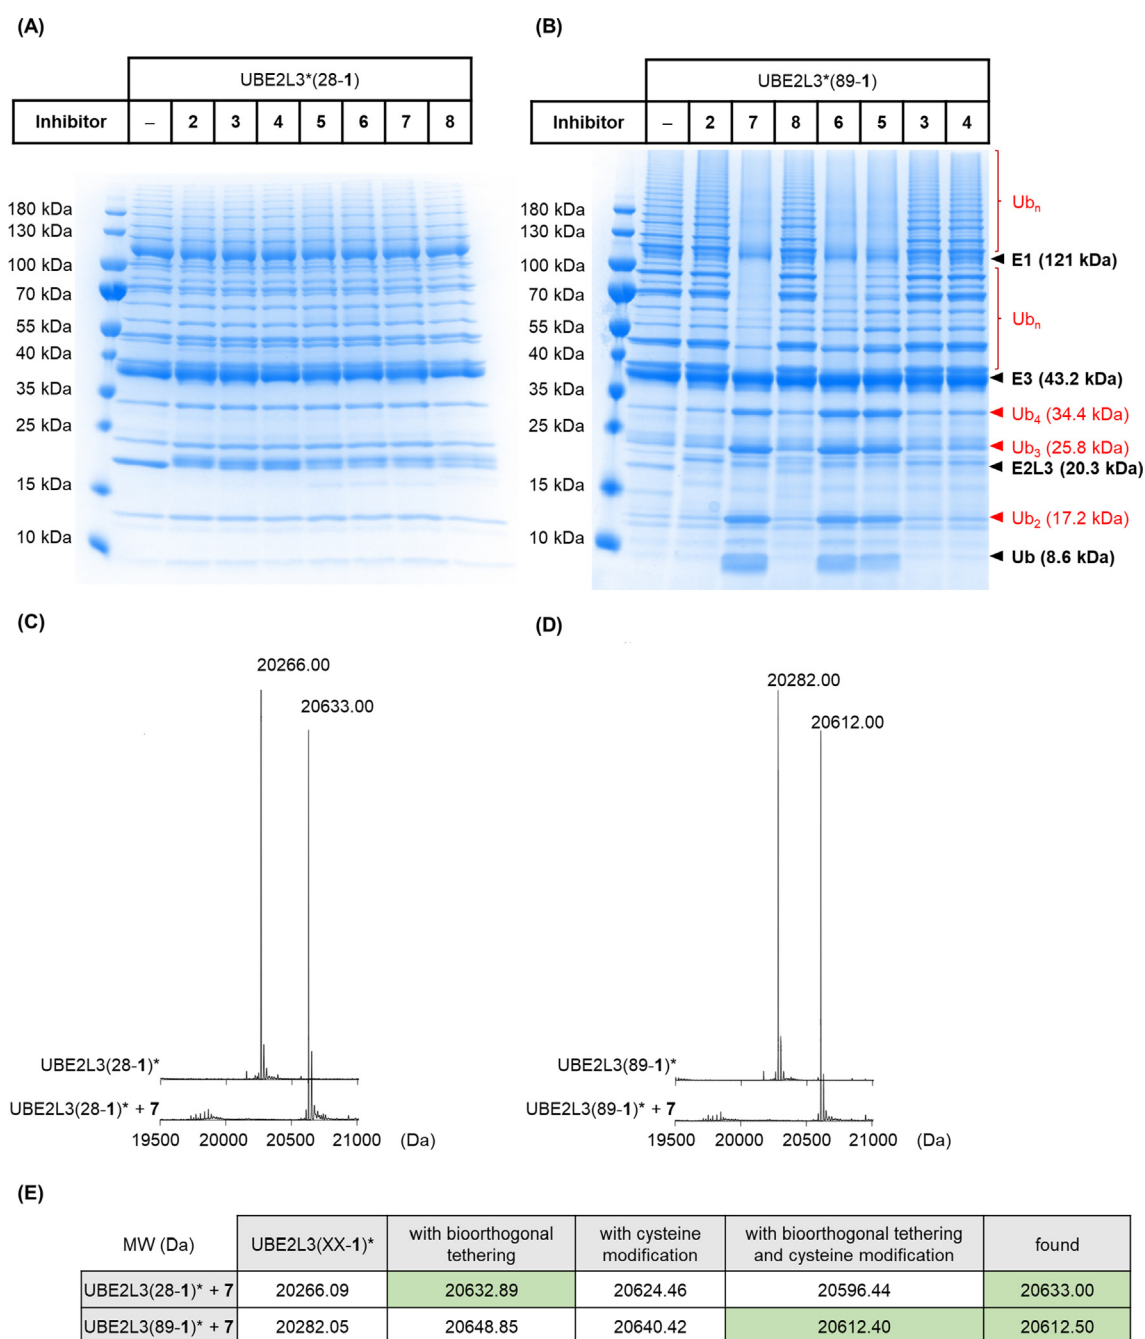 (A)
UBE2L3*(28-1)
Inhibitor – 2 3 4 5 6 7 8
180 kDa
130 kDa
100 kDa
70 kDa
55 kDa
40 kDa
35 kDa
25 kDa
15 kDa
10 kDa
(B)
UBE2L3*(89-1)
Inhibitor – 2 7 8 6 5 3 4
180 kDa
130 kDa
100 kDa
70 kDa
55 kDa
40 kDa
35 kDa
25 kDa
15 kDa
10 kDa
Ubn
E1 (121 kDa)
Ubn
E3 (43.2 kDa)
Ub4 (34.4 kDa)
Ub3 (25.8 kDa)
E2L3 (20.3 kDa)
Ub2 (17.2 kDa)
Ub (8.6 kDa)
(C)
20266.00
20633.00
UBE2L3(28-1)*
UBE2L3(28-1)* + 7
19500 20000 20500 21000 (Da)
(D)
20282.00
20612.00
UBE2L3(89-1)*
UBE2L3(89-1)* + 7
19500 20000 20500 21000 (Da)
(E)
MW (Da) UBE2L3(XX-1)* with bioorthogonal tethering with cysteine modification with bioorthogonal tethering and cysteine modification found
UBE2L3(28-1)* + 7 20266.09 20632.89 20624.46 20596.44 20633.00
UBE2L3(89-1)* + 7 20282.05 20648.85 20640.42 20612.40 20612.50